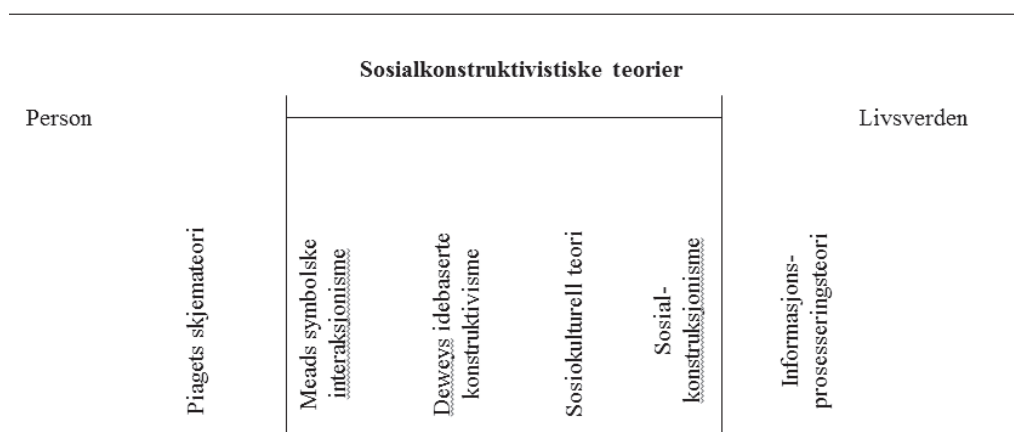 Sosialkonstruktivistiske teorier
Person
Livsverden
Piagets skjemateori
Meads symbolske
interaksjonisme
Deweys idebaserte
konstruktivisme
Sosiokulturell teori
Sosial-
konstruksjonisme
Informasjons-
prosesseringsteori